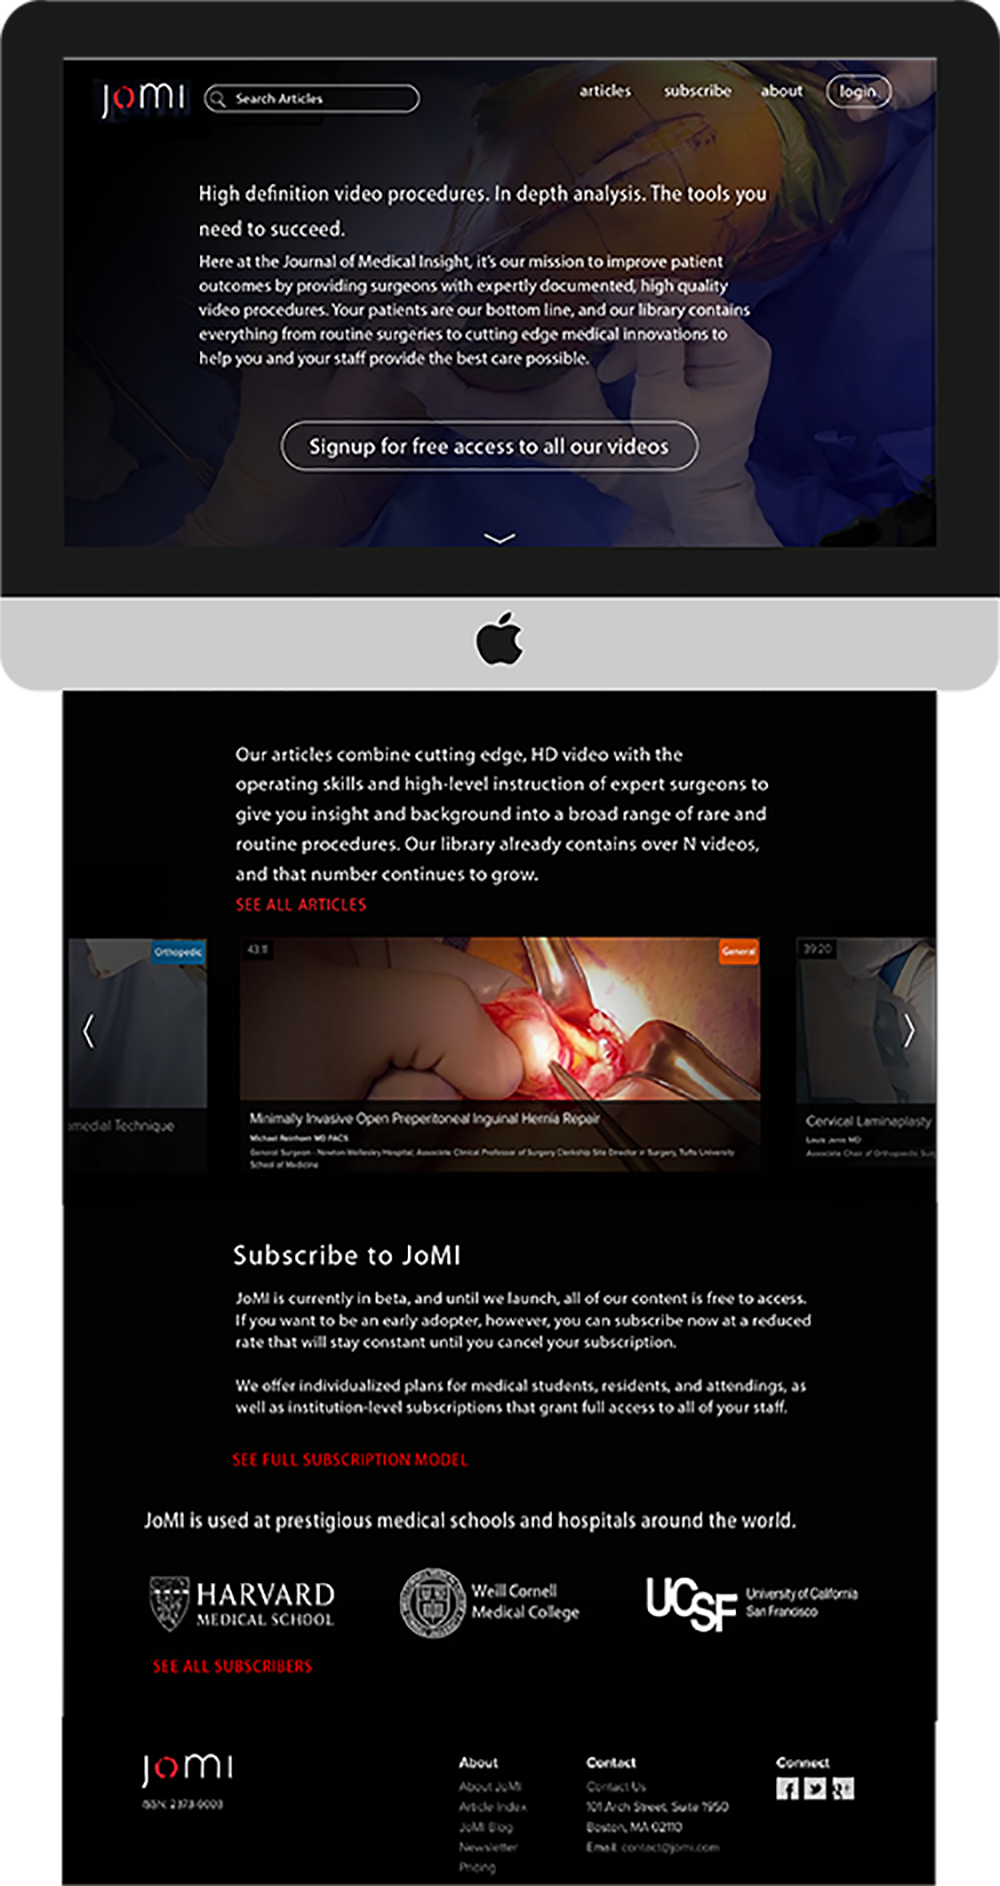 JoMI
Search Articles
articles
subscribe
about
login
High definition video procedures. In depth analysis. The tools you
need to succeed.
Here at the Journal of Medical Insight, it's our mission to improve patient
outcomes by providing surgeons with expertly documented, high quality
video procedures. Your patients are our bottom line, and our library contains
everything from routine surgeries to cutting edge medical innovations to
help you and your staff provide the best care possible.
Signup for free access to all our videos
Our articles combine cutting edge, HD video with the
operating skills and high-level instruction of expert surgeons to
give you insight and background into a broad range of rare and
routine procedures. Our library already contains over N videos,
and that number continues to grow.
SEE ALL ARTICLES
Orthopedic
43:11
General
39:20
omedial Technique
Minimally Invasive Open Preperitoneal Inguinal Hernia Repair
Michael Reinhorn MD FACS
General Surgeon - Newton-Wellesley Hospital, Associate Clinical Professor of Surgery Clerkship Site Director in Surgery, Tufts University
School of Medicine
Cervical Laminaplasty
Louis Jenis MD
Associate Chair of Orthopaedic Surg
Subscribe to JoMI
JoMI is currently in beta, and until we launch, all of our content is free to access.
If you want to be an early adopter, however, you can subscribe now at a reduced
rate that will stay constant until you cancel your subscription.
We offer individualized plans for medical students, residents, and attendings, as
well as institution-level subscriptions that grant full access to all of your staff.
SEE FULL SUBSCRIPTION MODEL
JoMI is used at prestigious medical schools and hospitals around the world.
HARVARD
MEDICAL SCHOOL
Weill Cornell
Medical College
UCSF
University of California
San Francisco
SEE ALL SUBSCRIBERS
JoMI
ISSN: 2373-6003
About
About JoMI
Article Index
JoMI Blog
Newsletter
Pricing
Contact
Contact Us
101 Arch Street, Suite 1950
Boston, MA 02110
Email: contact@jomi.com
Connect